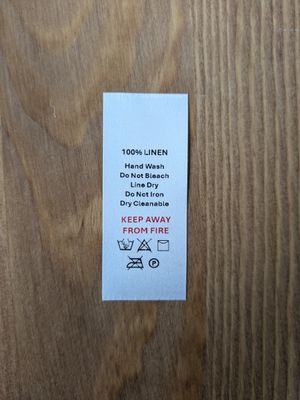 100% LINEN
Hand Wash
Do Not Bleach
Line Dry
Do Not Iron
Dry Cleanable
KEEP AWAY
FROM FIRE
P